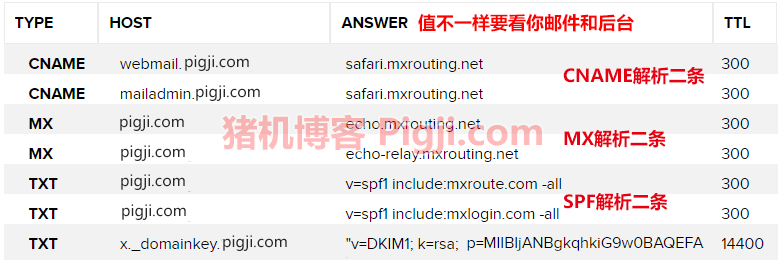 TYPE HOST ANSWER 值不一样要看你邮件和后台 TTL
CNAME webmail.pigji.com safari.mxrouting.net 300
CNAME解析二条
CNAME mailadmin.pigji.com safari.mxrouting.net 300
MX pigji.com echo.mxrouting.net 300
猪机博客 Pigji.com
MX解析二条
MX pigji.com echo-relay.mxrouting.net 300
TXT pigji.com v=spf1 include:mxroute.com -all 300
SPF解析二条
TXT pigji.com v=spf1 include:mxlogin.com -all 300
TXT x._domainkey.pigji.com "v=DKIM1; k=rsa; p=MIIBIjANBgkqhkiG9w0BAQEFA 14400